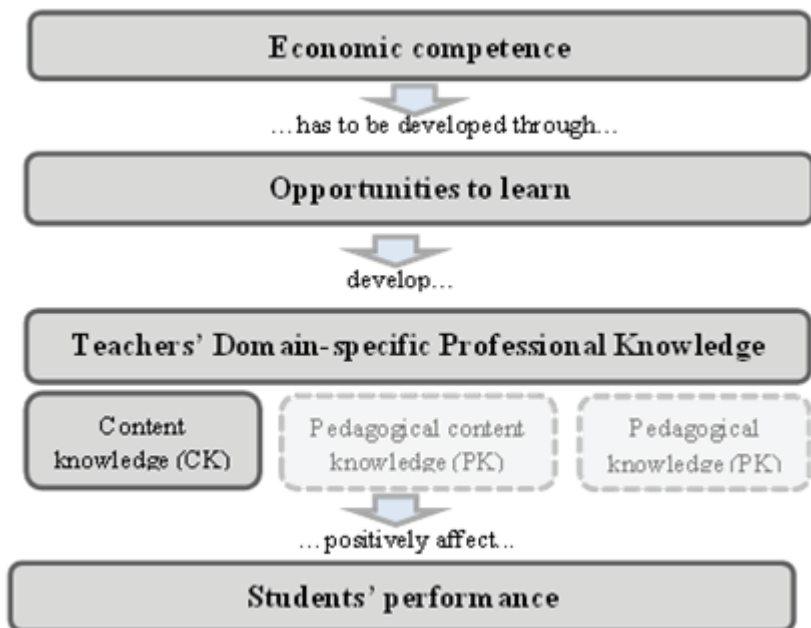 Economic competence
…has to be developed through…
Opportunities to learn
develop…
Teachers’ Domain-specific Professional Knowledge
Content
knowledge (CK)
Pedagogical content
knowledge (PK)
Pedagogical
knowledge (PK)
…positively affect...
Students’ performance